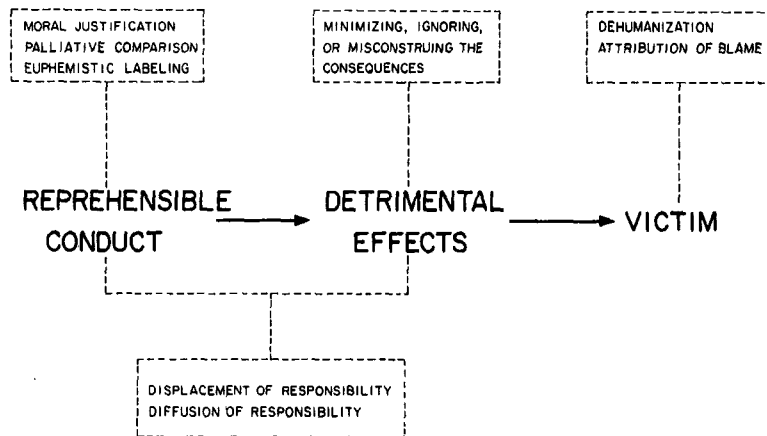 MORAL JUSTIFICATION
PALLIATIVE COMPARISON
EUPHEMISTIC LABELING
MINIMIZING, IGNORING,
OR MISCONSTRUING THE
CONSEQUENCES
DEHUMANIZATION
ATTRIBUTION OF BLAME
REPREHENSIBLE
CONDUCT
DETRIMENTAL
EFFECTS
VICTIM
DISPLACEMENT OF RESPONSIBILITY
DIFFUSION OF RESPONSIBILITY